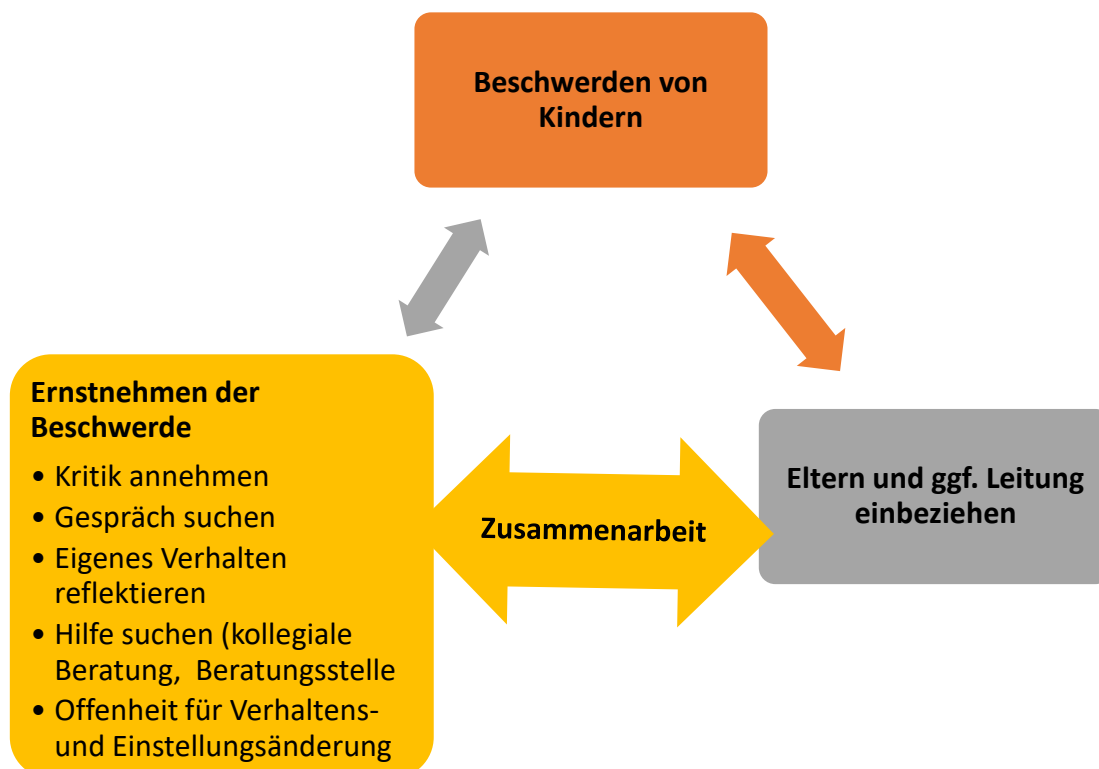 Beschwerden von
Kindern
Ernstnehmen der
Beschwerde
• Kritik annehmen
• Gespräch suchen
• Eigenes Verhalten
reflektieren
• Hilfe suchen (kollegiale
Beratung,  Beratungsstelle
• Offenheit für Verhaltens-
und Einstellungsänderung
Zusammenarbeit
Eltern und ggf. Leitung
einbeziehen